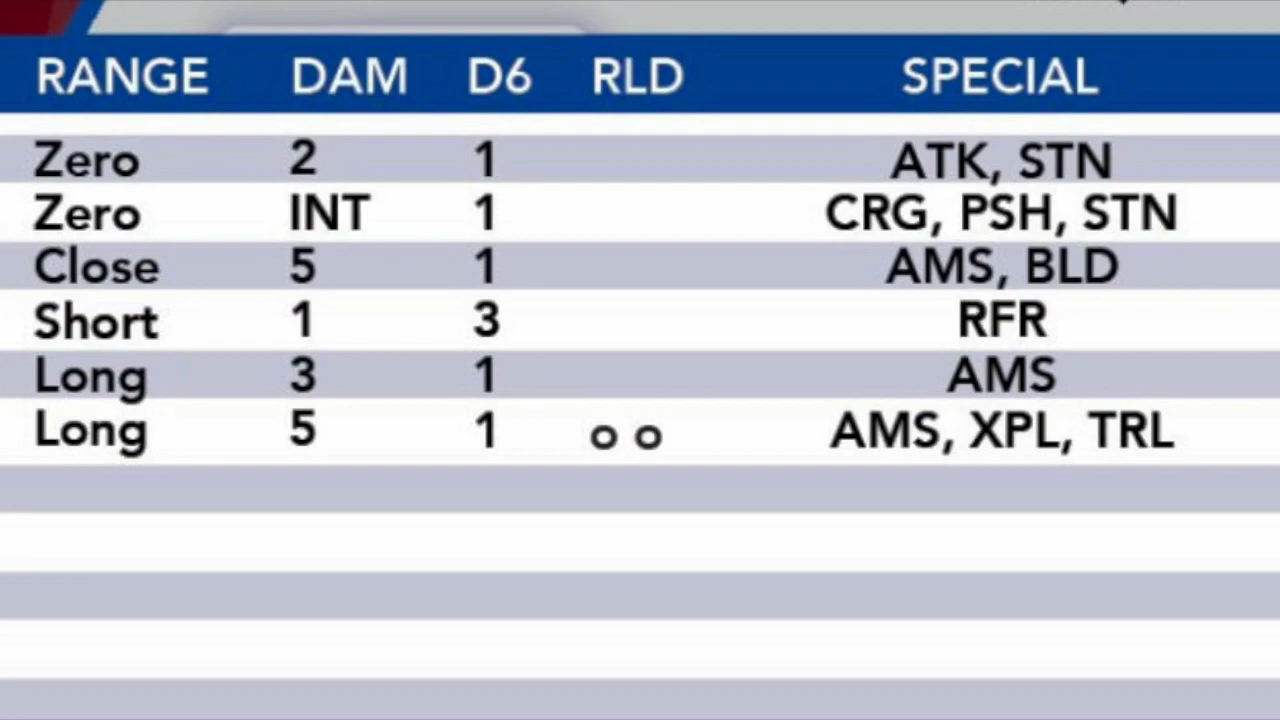 RANGE DAM D6 RLD SPECIAL
Zero 2 1 ATK, STN
Zero INT 1 CRG, PSH, STN
Close 5 1 AMS, BLD
Short 1 3 RFR
Long 3 1 AMS
Long 5 1 o o AMS, XPL, TRL